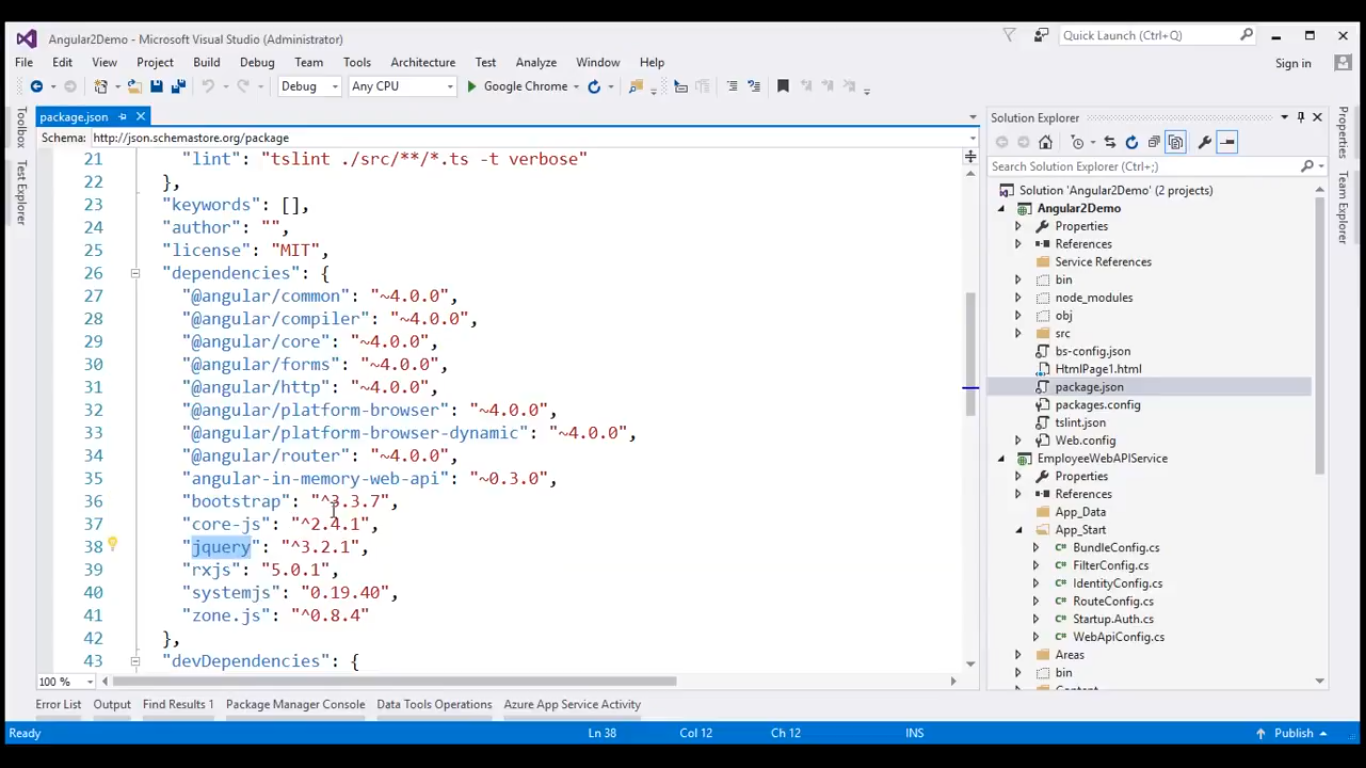 Angular2Demo - Microsoft Visual Studio (Administrator)
Quick Launch (Ctrl+Q)
File Edit View Project Build Debug Team Tools Architecture Test Analyze Window Help
Sign in
Debug Any CPU Google Chrome
Toolbox
Test Explorer
package.json
Schema: http://json.schemastore.org/package
21 "lint": "tslint ./src/**/*.ts -t verbose"
22 },
23 "keywords": [],
24 "author": "",
25 "license": "MIT",
26 "dependencies": {
27 "@angular/common": "~4.0.0",
28 "@angular/compiler": "~4.0.0",
29 "@angular/core": "~4.0.0",
30 "@angular/forms": "~4.0.0",
31 "@angular/http": "~4.0.0",
32 "@angular/platform-browser": "~4.0.0",
33 "@angular/platform-browser-dynamic": "~4.0.0",
34 "@angular/router": "~4.0.0",
35 "angular-in-memory-web-api": "~0.3.0",
36 "bootstrap": "^3.3.7",
37 "core-js": "^2.4.1",
38 "jquery": "^3.2.1",
39 "rxjs": "5.0.1",
40 "systemjs": "0.19.40",
41 "zone.js": "^0.8.4"
42 },
43 "devDependencies": {
100 %
Solution Explorer
Search Solution Explorer (Ctrl+;)
Solution 'Angular2Demo' (2 projects)
Angular2Demo
Properties
References
Service References
bin
node_modules
obj
src
bs-config.json
HtmlPage1.html
package.json
packages.config
tslint.json
Web.config
EmployeeWebAPIService
Properties
References
App_Data
App_Start
C# BundleConfig.cs
C# FilterConfig.cs
C# IdentityConfig.cs
C# RouteConfig.cs
C# Startup.Auth.cs
C# WebApiConfig.cs
Areas
bin
Content
Properties
Team Explorer
Error List Output Find Results 1 Package Manager Console Data Tools Operations Azure App Service Activity
Ready Ln 38 Col 12 Ch 12 INS Publish